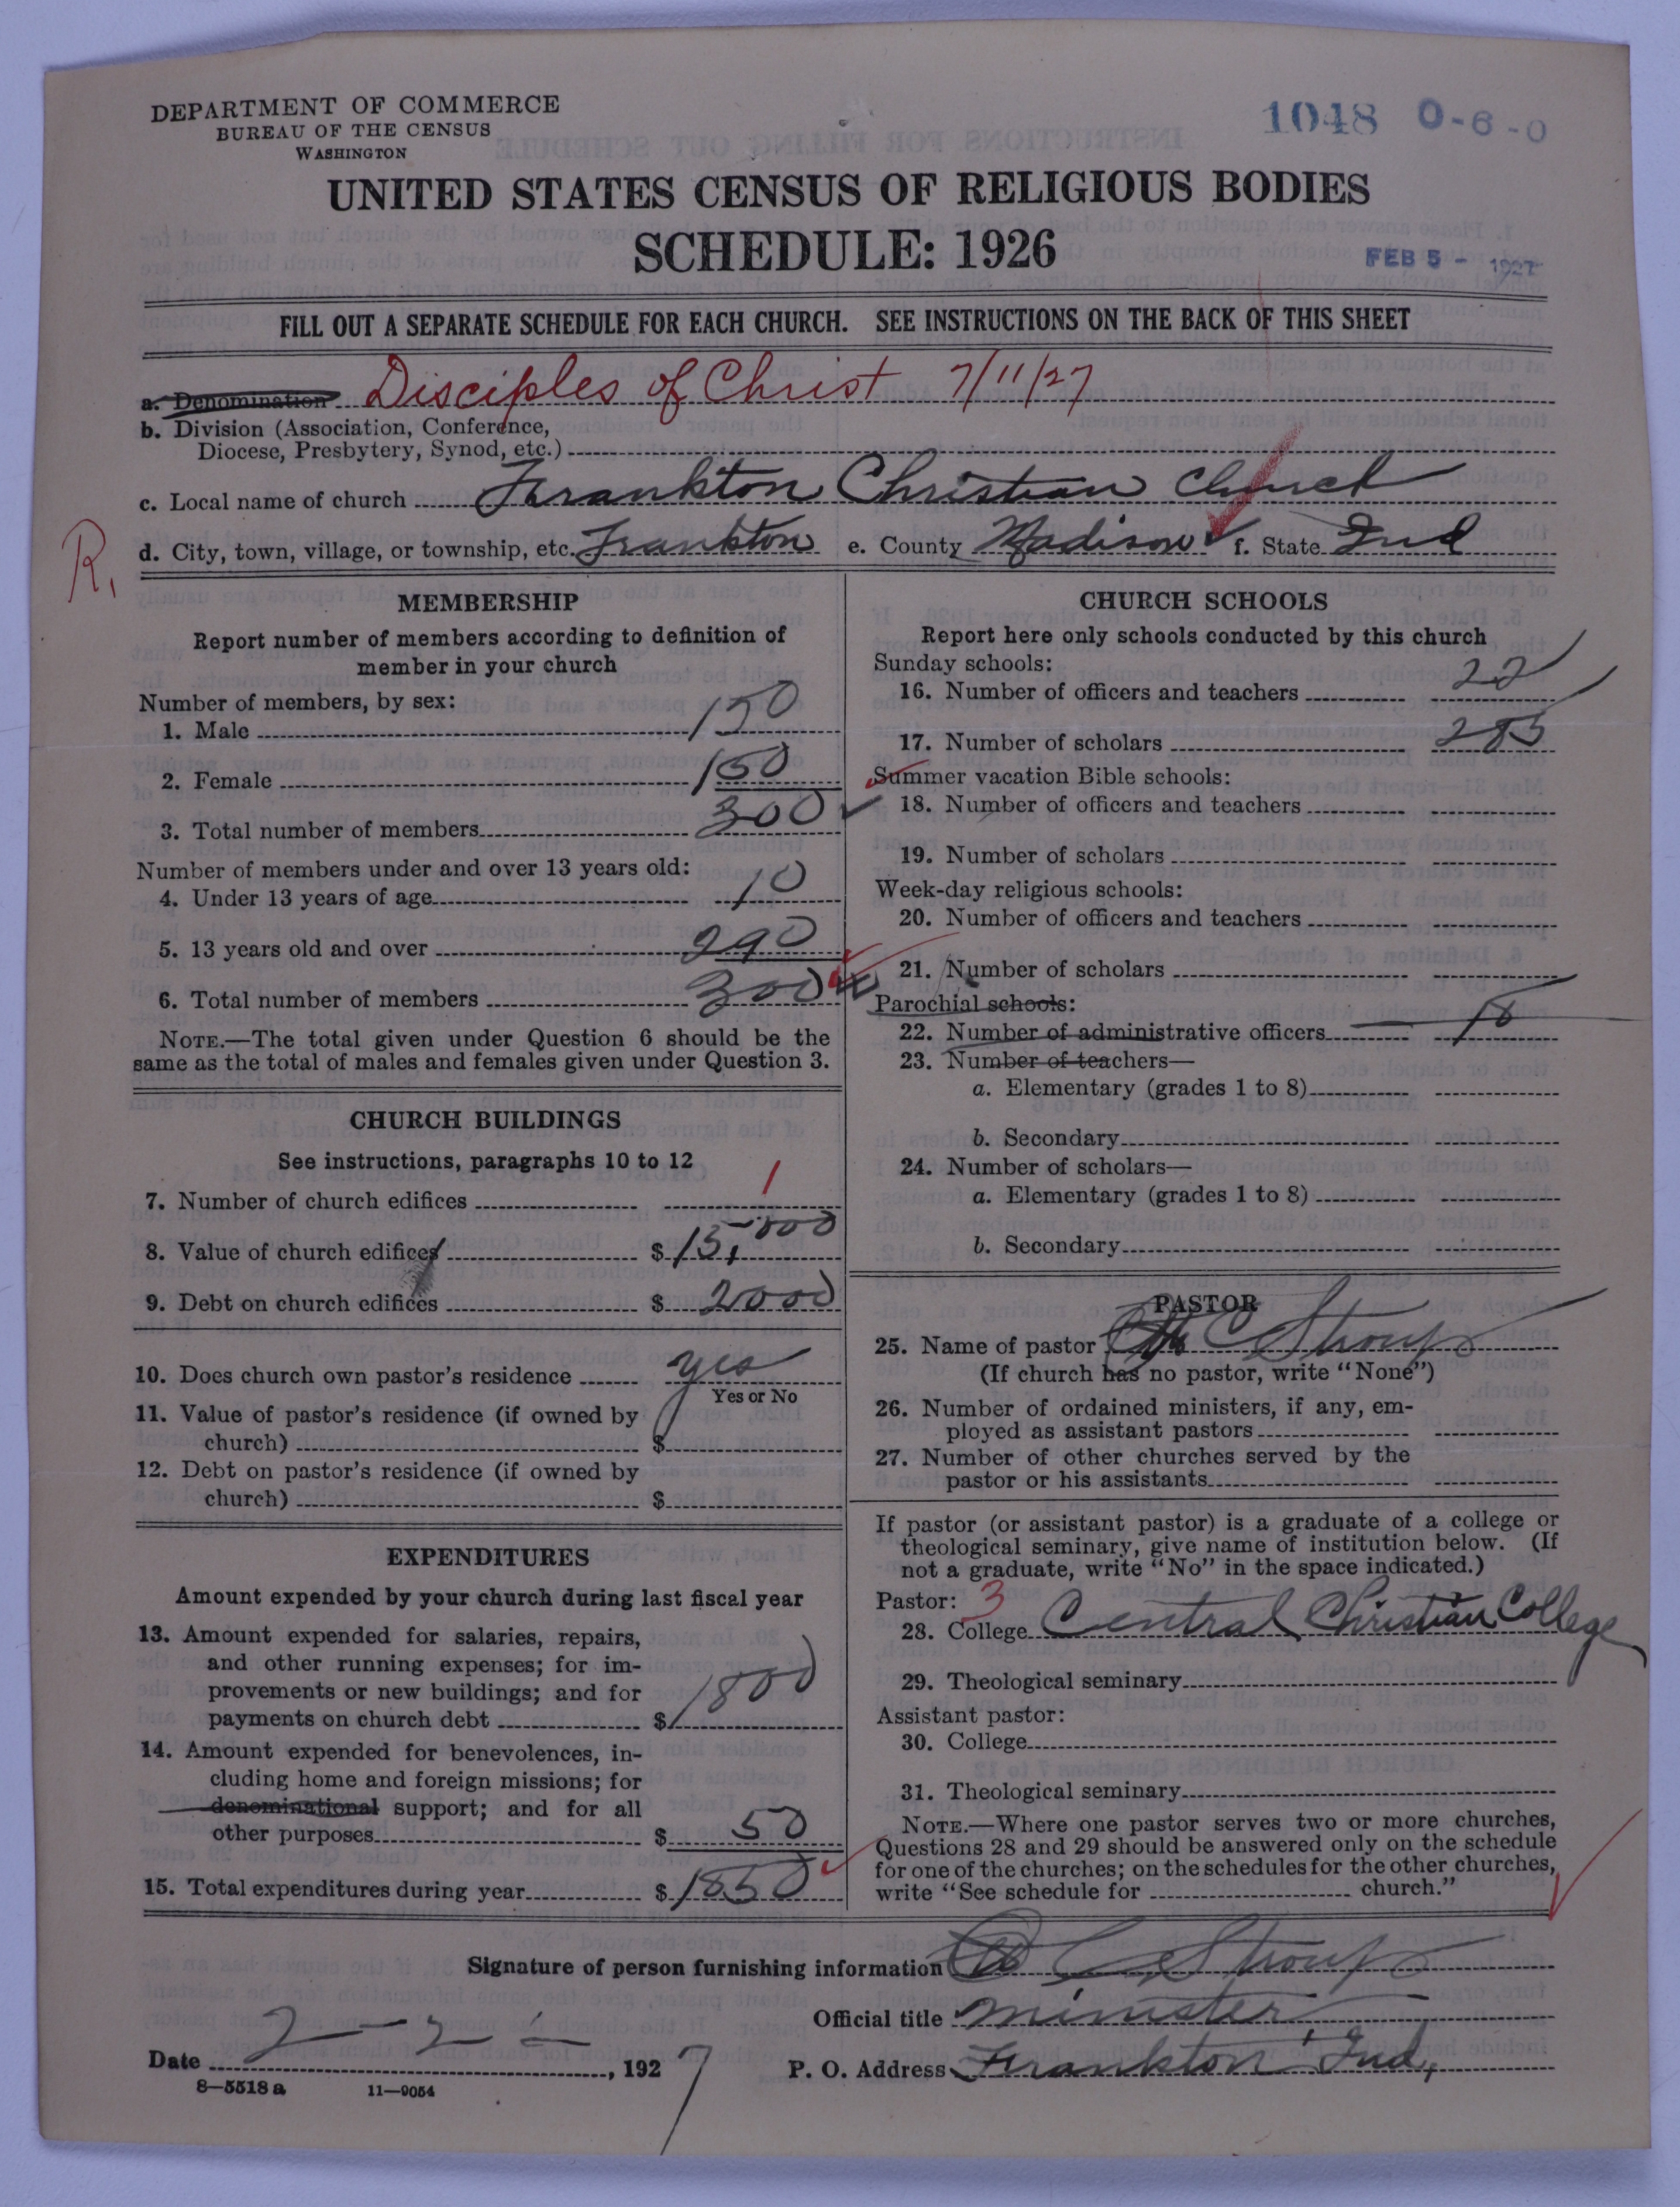 DEPARTMENT OF COMMERCE
BUREAU OF THE CENSUS
WASHINGTON
1048 0-6-0
UNITED STATES CENSUS OF RELIGIOUS BODIES
SCHEDULE: 1926
FEB 5 - 1927
FILL OUT A SEPARATE SCHEDULE FOR EACH CHURCH. SEE INSTRUCTIONS ON THE BACK OF THIS SHEET
a. Denomination Disciples of Christ 7/11/27
b. Division (Association, Conference,
Diocese, Presbytery, Synod, etc.)
c. Local name of church Frankton Christian Church
R, d. City, town, village, or township, etc. Frankton e. County Madison f. State Ind
MEMBERSHIP
Report number of members according to definition of
member in your church
Number of members, by sex:
1. Male 150
2. Female 150
3. Total number of members 300
Number of members under and over 13 years old:
4. Under 13 years of age 10
5. 13 years old and over 290
6. Total number of members 300
NOTE.—The total given under Question 6 should be the
same as the total of males and females given under Question 3.
CHURCH BUILDINGS
See instructions, paragraphs 10 to 12
7. Number of church edifices 1
8. Value of church edifices $ 15,000
9. Debt on church edifices $ 2000
10. Does church own pastor's residence yes
Yes or No
11. Value of pastor's residence (if owned by
church) $
12. Debt on pastor's residence (if owned by
church) $
EXPENDITURES
Amount expended by your church during last fiscal year
13. Amount expended for salaries, repairs,
and other running expenses; for im-
provements or new buildings; and for
payments on church debt $ 1800
14. Amount expended for benevolences, in-
cluding home and foreign missions; for
denominational support; and for all
other purposes $ 50
15. Total expenditures during year $ 1850
CHURCH SCHOOLS
Report here only schools conducted by this church
Sunday schools:
16. Number of officers and teachers 22
17. Number of scholars 285
Summer vacation Bible schools:
18. Number of officers and teachers
19. Number of scholars
Week-day religious schools:
20. Number of officers and teachers
21. Number of scholars
Parochial schools:
22. Number of administrative officers 18
23. Number of teachers—
a. Elementary (grades 1 to 8)
b. Secondary
24. Number of scholars—
a. Elementary (grades 1 to 8)
b. Secondary
PASTOR
25. Name of pastor C Stroup
(If church has no pastor, write "None")
26. Number of ordained ministers, if any, em-
ployed as assistant pastors
27. Number of other churches served by the
pastor or his assistants
If pastor (or assistant pastor) is a graduate of a college or
theological seminary, give name of institution below. (If
not a graduate, write "No" in the space indicated.)
Pastor: 3
28. College Central Christian College
29. Theological seminary
Assistant pastor:
30. College
31. Theological seminary
NOTE.—Where one pastor serves two or more churches,
Questions 28 and 29 should be answered only on the schedule
for one of the churches; on the schedules for the other churches,
write "See schedule for church."
Signature of person furnishing information C Stroup
Official title Minister
Date 2-2-, 1927 P. O. Address Frankton Ind,
8—5518 a 11—9054